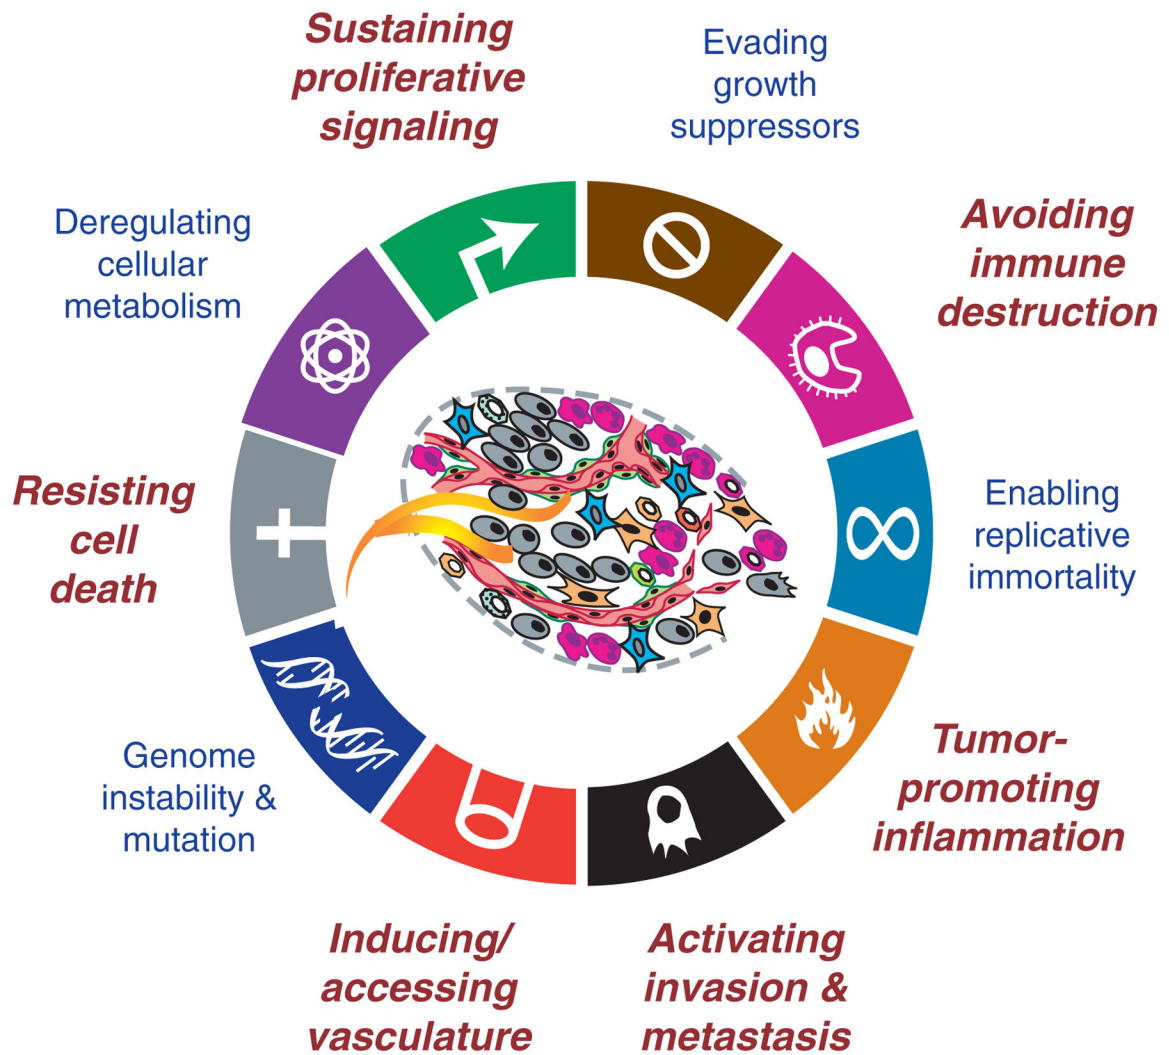 Sustaining
proliferative
signaling
Evading
growth
suppressors
Avoiding
immune
destruction
Enabling
replicative
immortality
Tumor-
promoting
inflammation
Activating
invasion &
metastasis
Inducing/
accessing
vasculature
Genome
instability &
mutation
Resisting
cell
death
Deregulating
cellular
metabolism